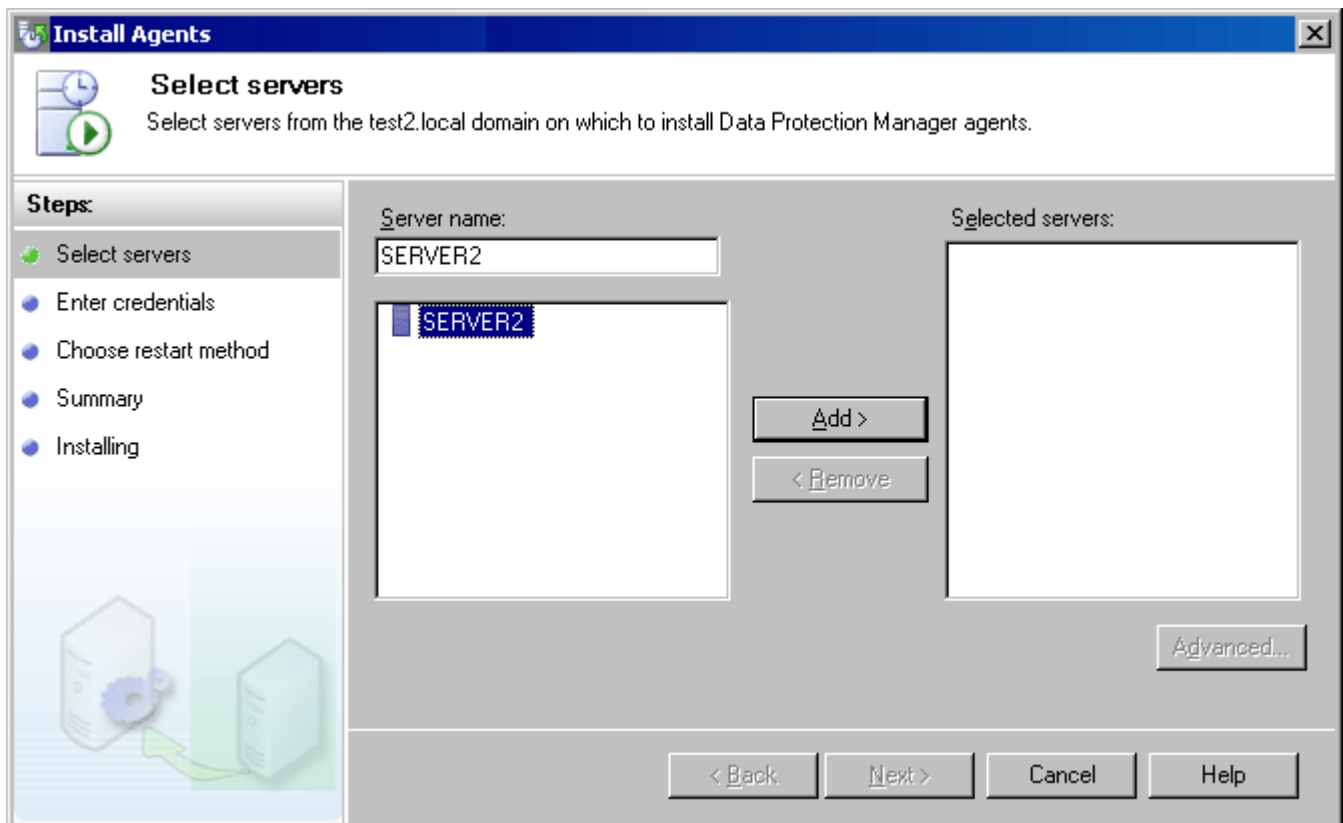 Install Agents
Select servers
Select servers from the test2.local domain on which to install Data Protection Manager agents.
Steps:
Select servers
Enter credentials
Choose restart method
Summary
Installing
Server name:
SERVER2
SERVER2
Add >
< Remove
Selected servers:
Advanced...
< Back
Next >
Cancel
Help